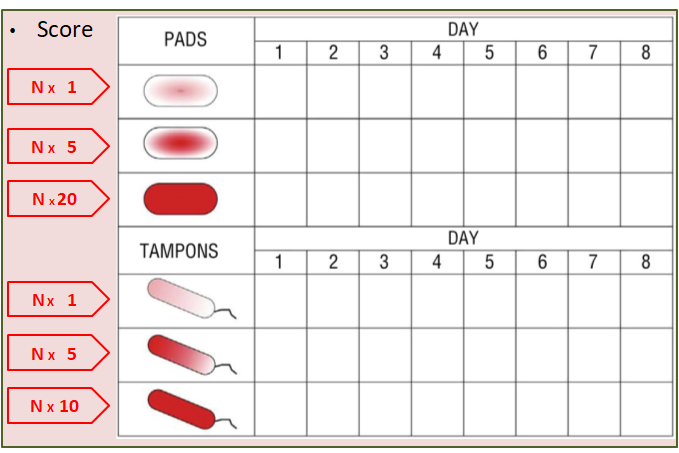 • Score
PADS
DAY
1 2 3 4 5 6 7 8
N x 1
N x 5
N x 20
TAMPONS
DAY
1 2 3 4 5 6 7 8
N x 1
N x 5
N x 10